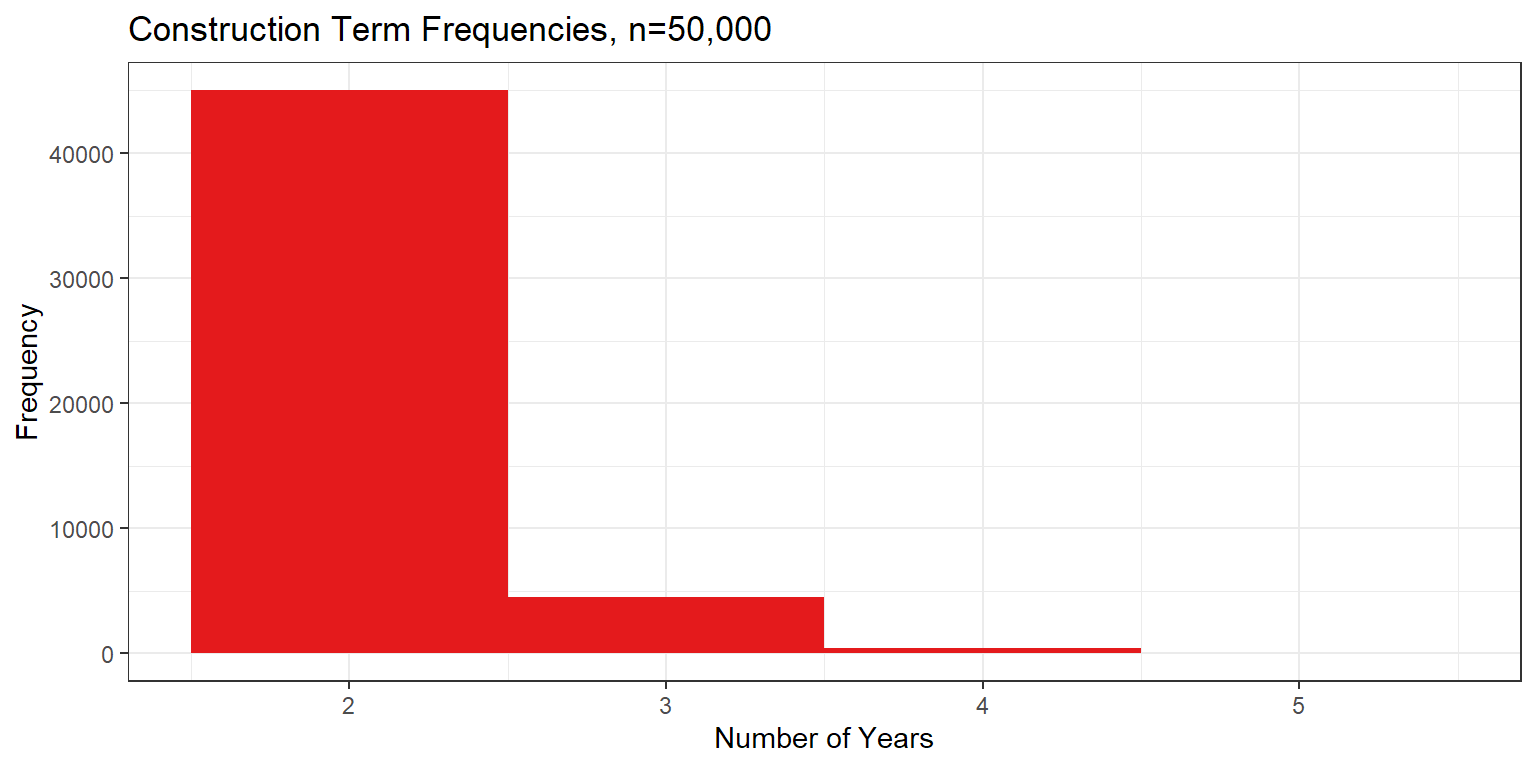 Construction Term Frequencies, n=50,000
Frequency
40000
30000
20000
10000
0
2 3 4 5
Number of Years